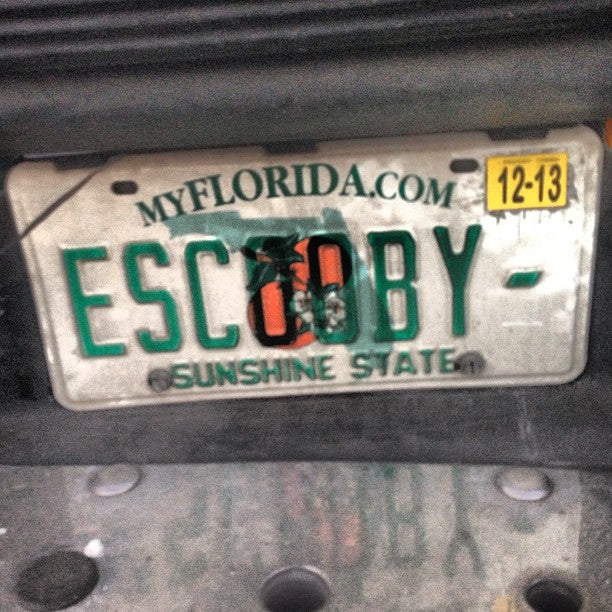 MYFLORIDA.COM
12-13
ESCOOBY-
SUNSHINE STATE